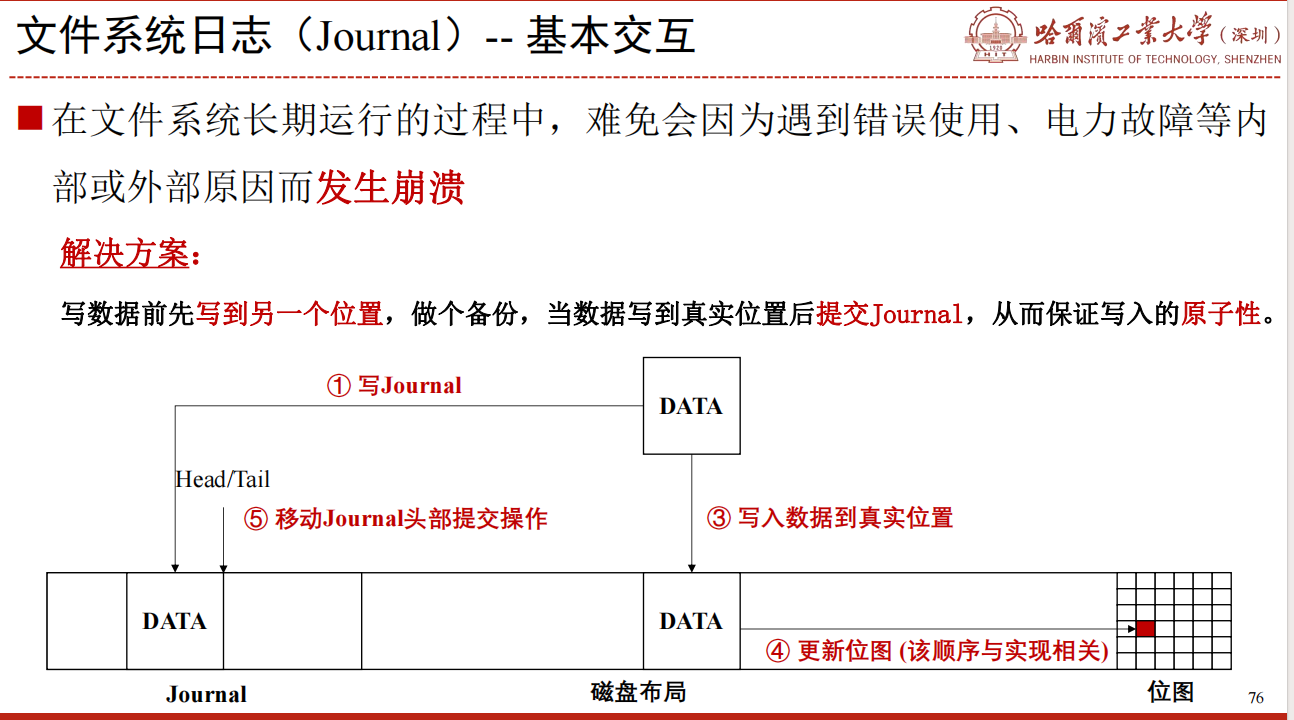 文件系统日志（Journal）-- 基本交互
哈尔滨工业大学（深圳）
HARBIN INSTITUTE OF TECHNOLOGY, SHENZHEN
1920
HIT
在文件系统长期运行的过程中，难免会因为遇到错误使用、电力故障等内
部或外部原因而发生崩溃
解决方案：
写数据前先写到另一个位置，做个备份，当数据写到真实位置后提交Journal，从而保证写入的原子性。
① 写Journal
DATA
Head/Tail
⑤ 移动Journal头部提交操作
③ 写入数据到真实位置
DATA
DATA
④ 更新位图 (该顺序与实现相关)
Journal
磁盘布局
位图
76